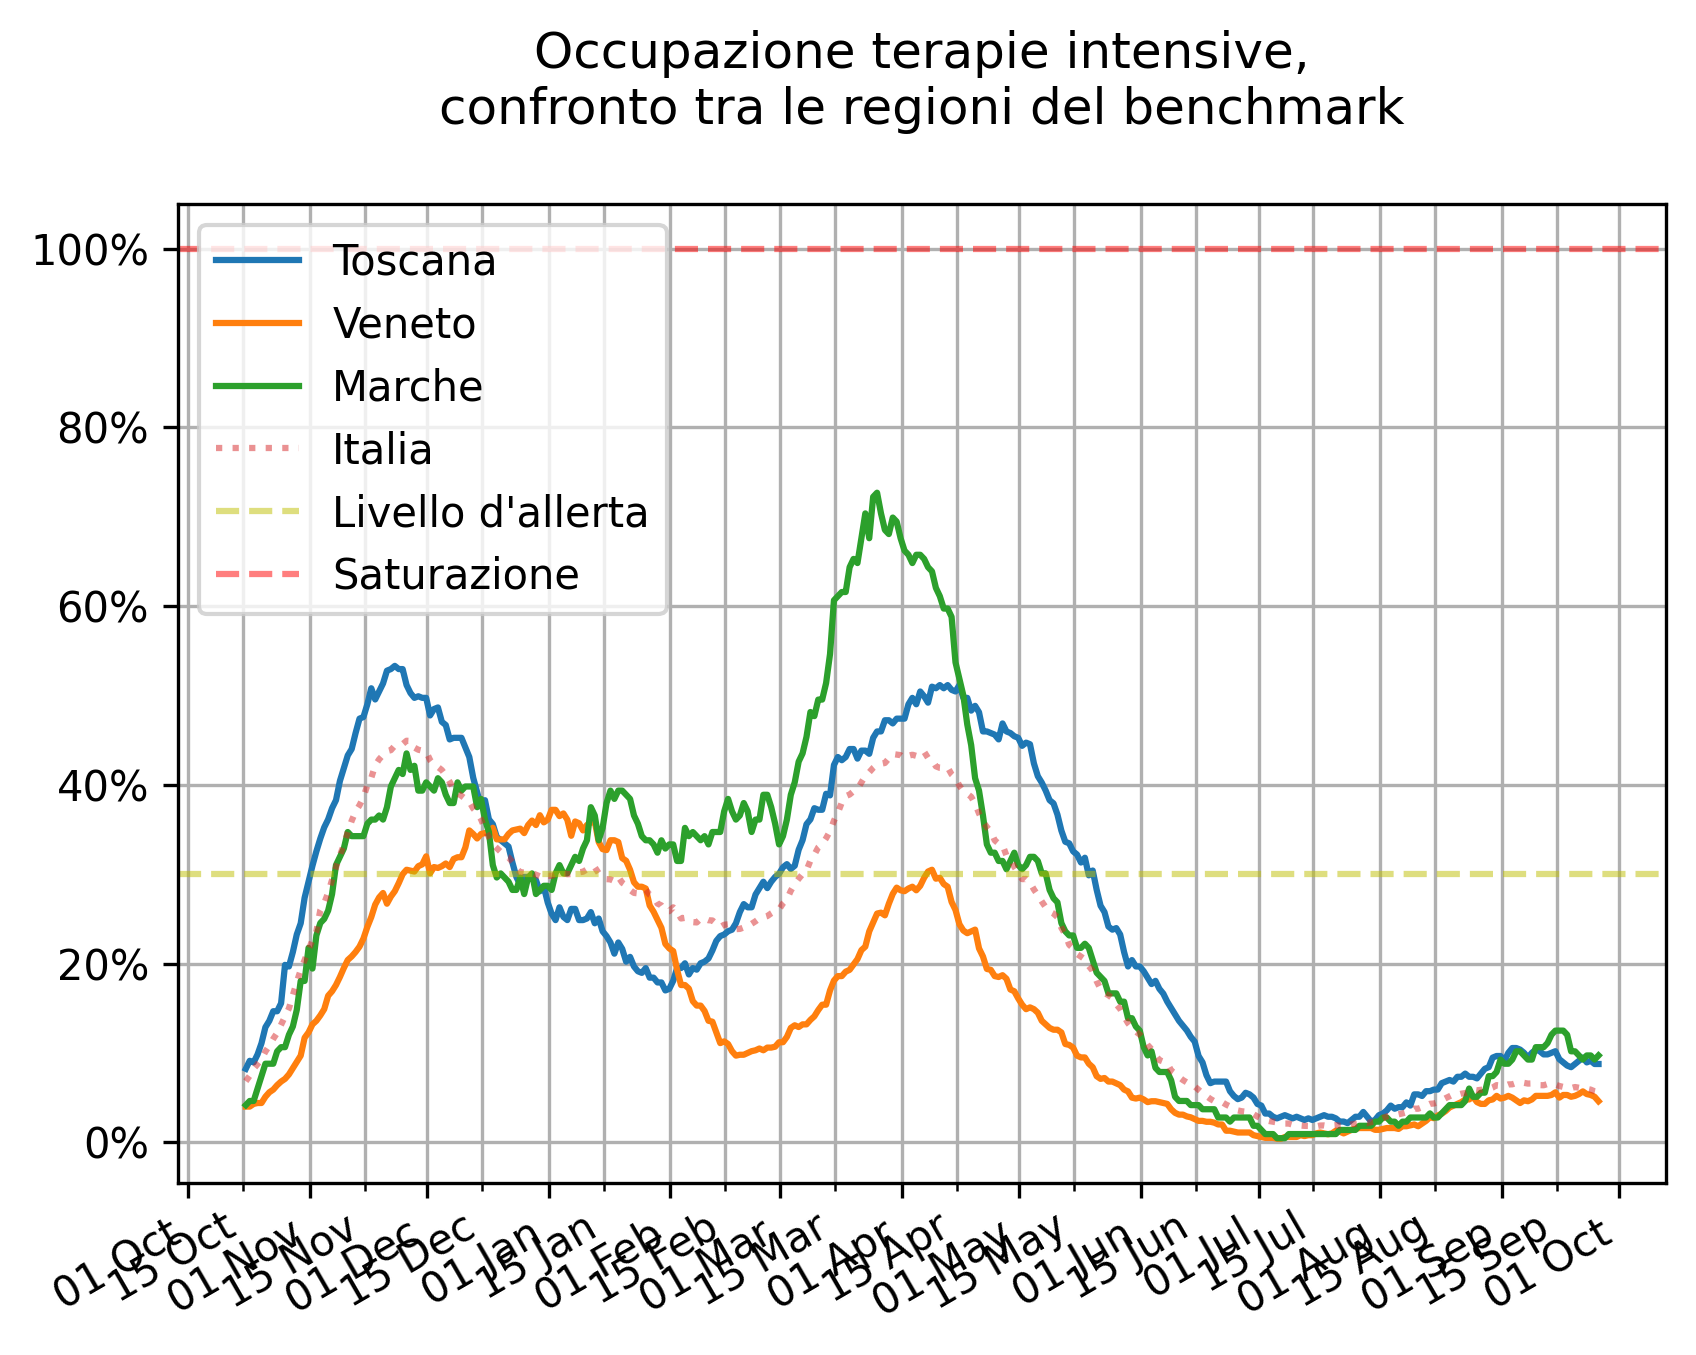 Occupazione terapie intensive,
confronto tra le regioni del benchmark
100%
80%
60%
40%
20%
0%
Toscana
Veneto
Marche
Italia
Livello d'allerta
Saturazione
01 Oct
15 Oct
01 Nov
15 Nov
01 Dec
15 Dec
01 Jan
15 Jan
01 Feb
15 Feb
01 Mar
15 Mar
01 Apr
15 Apr
01 May
15 May
01 Jun
15 Jun
01 Jul
15 Jul
01 Aug
15 Aug
01 Sep
15 Sep
01 Oct